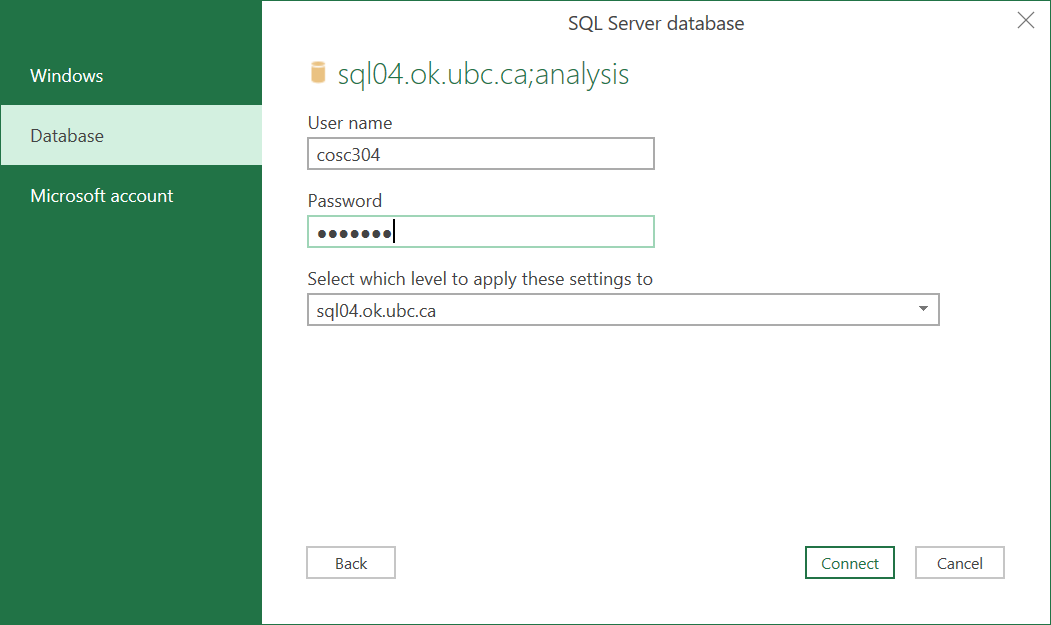 SQL Server database
Windows
Database
Microsoft account
sql04.ok.ubc.ca;analysis
User name
cosc304
Password
●●●●●●●
Select which level to apply these settings to
sql04.ok.ubc.ca
Back
Connect
Cancel